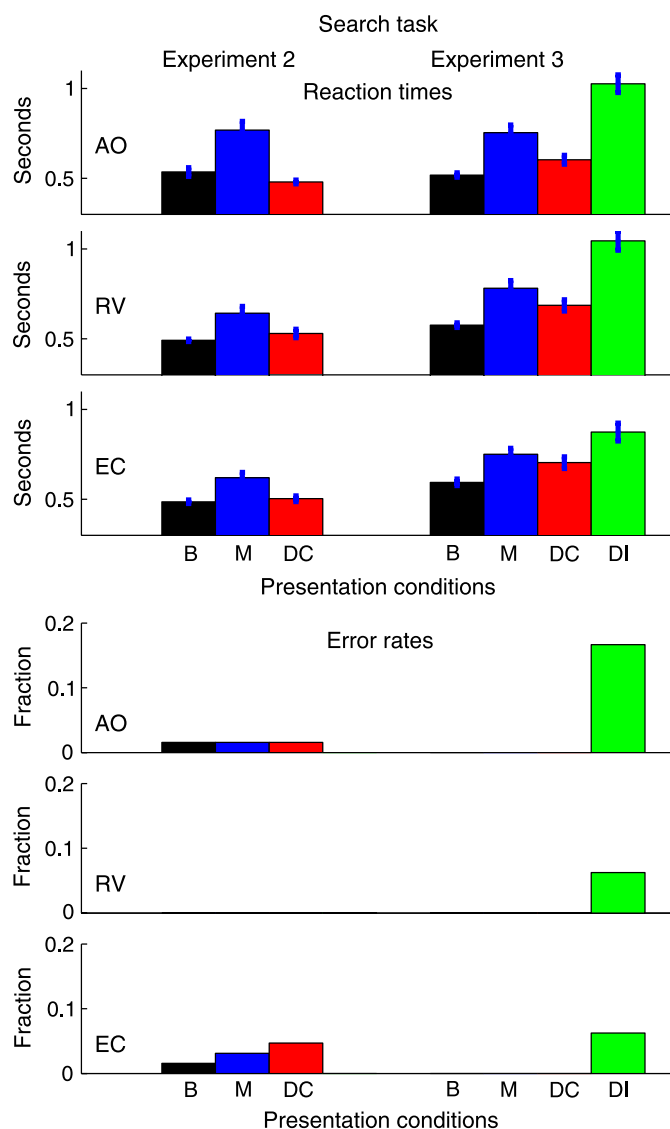 Search task
Experiment 2 Experiment 3
Reaction times
Seconds
1
0.5
AO
Seconds
1
0.5
RV
Seconds
1
0.5
EC
B M DC B M DC DI
Presentation conditions
Error rates
Fraction
0.2
0.1
0
AO
Fraction
0.2
0.1
0
RV
Fraction
0.2
0.1
0
EC
B M DC B M DC DI
Presentation conditions